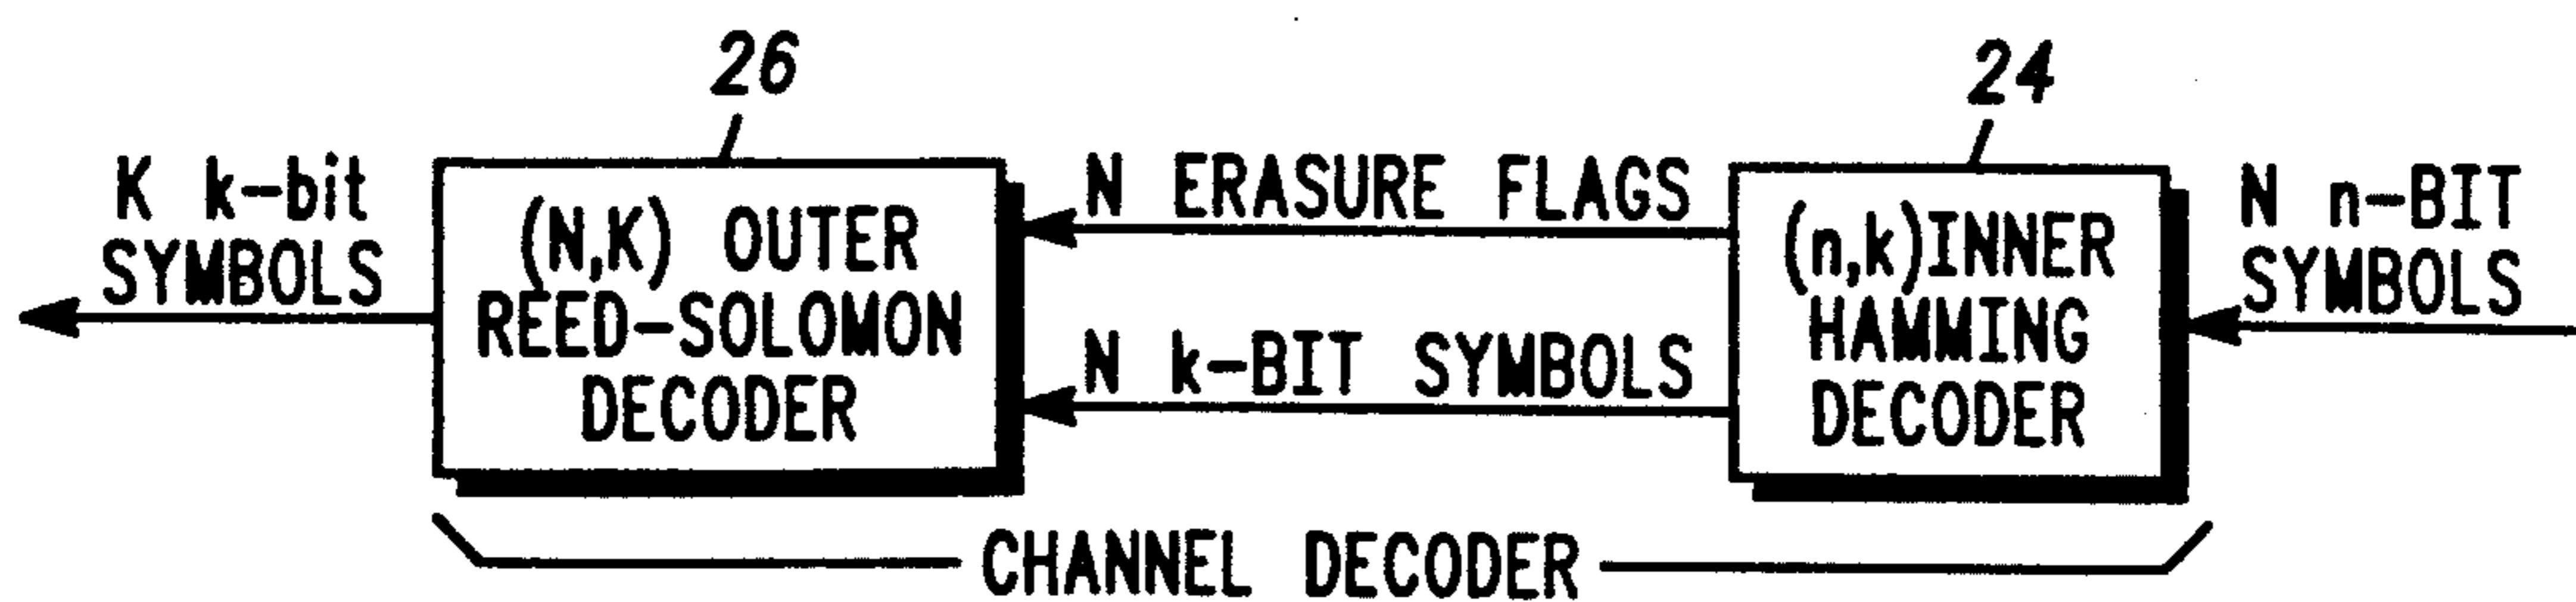 26
24
K k-bit
SYMBOLS
(N,K) OUTER
REED-SOLOMON
DECODER
N ERASURE FLAGS
N k-BIT SYMBOLS
(n,k)INNER
HAMMING
DECODER
N n-BIT
SYMBOLS
CHANNEL DECODER